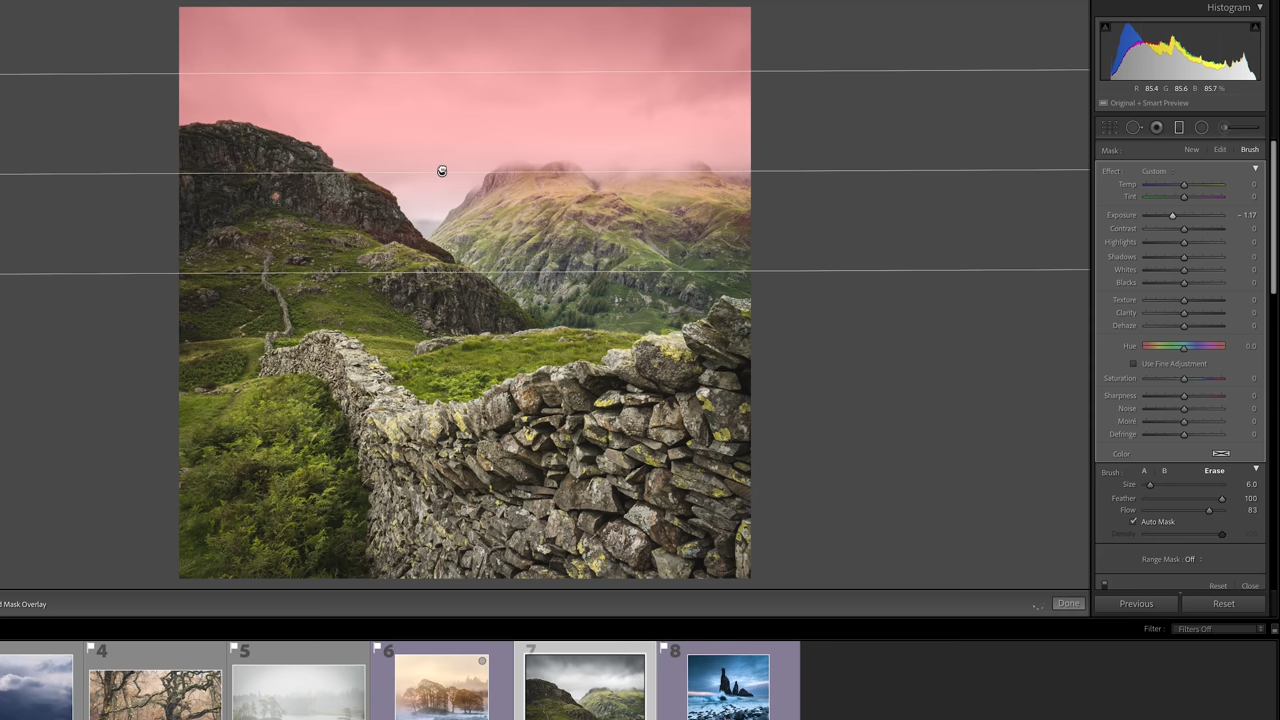 Histogram
R 85.4 G 85.6 B 85.7 %
Original + Smart Preview
Mask : New Edit Brush
Effect : Custom
Temp 0
Tint 0
Exposure – 1.17
Contrast 0
Highlights 0
Shadows 0
Whites 0
Blacks 0
Texture 0
Clarity 0
Dehaze 0
Hue 0.0
Use Fine Adjustment
Saturation 0
Sharpness 0
Noise 0
Moiré 0
Defringe 0
Color
Brush : A B Erase
Size 6.0
Feather 100
Flow 83
Auto Mask
Density 100
Range Mask : Off
Reset Close
Previous Reset
Mask Overlay
Done
Filter : Filters Off
4
5
6
7
8